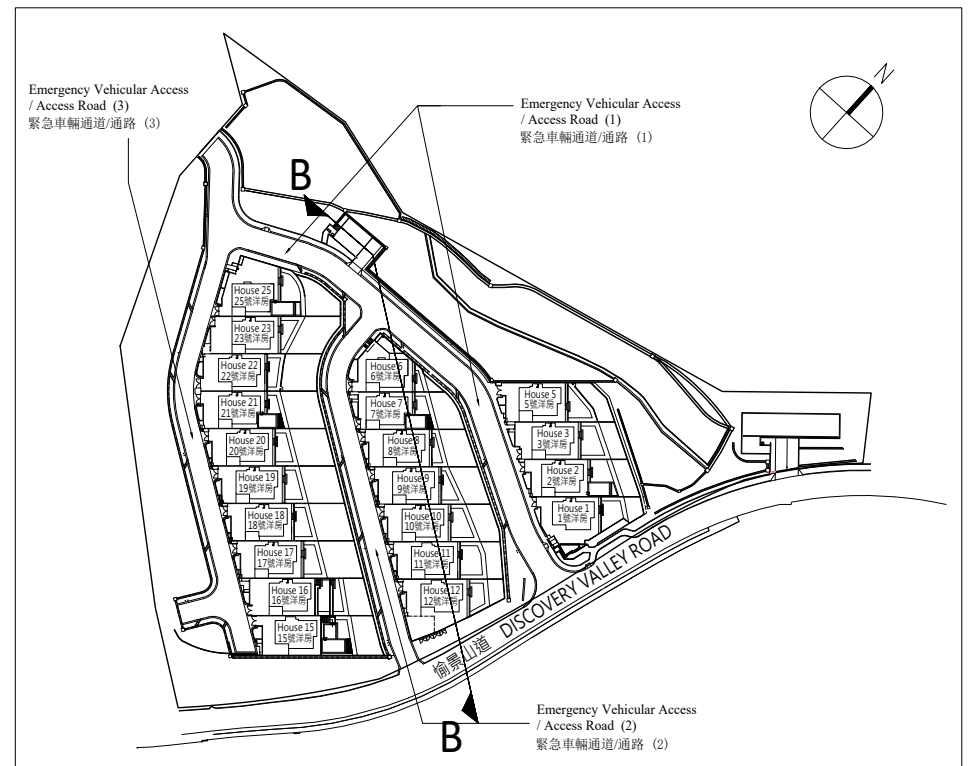 Emergency Vehicular Access
/ Access Road (3)
緊急車輛通道/通路 (3)
Emergency Vehicular Access
/ Access Road (1)
緊急車輛通道/通路 (1)
N
B
House 25
25號洋房
House 23
23號洋房
House 22
22號洋房
House 21
21號洋房
House 20
20號洋房
House 19
19號洋房
House 18
18號洋房
House 17
17號洋房
House 16
16號洋房
House 15
15號洋房
House 6
6號洋房
House 7
7號洋房
House 8
8號洋房
House 9
9號洋房
House 10
10號洋房
House 11
11號洋房
House 12
12號洋房
House 5
5號洋房
House 3
3號洋房
House 2
2號洋房
House 1
1號洋房
愉景山道 DISCOVERY VALLEY ROAD
B
Emergency Vehicular Access
/ Access Road (2)
緊急車輛通道/通路 (2)